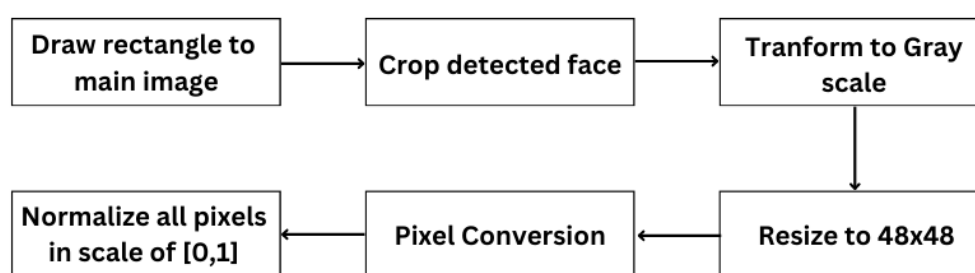 Draw rectangle to
main image
Crop detected face
Tranform to Gray
scale
Resize to 48x48
Pixel Conversion
Normalize all pixels
in scale of [0,1]